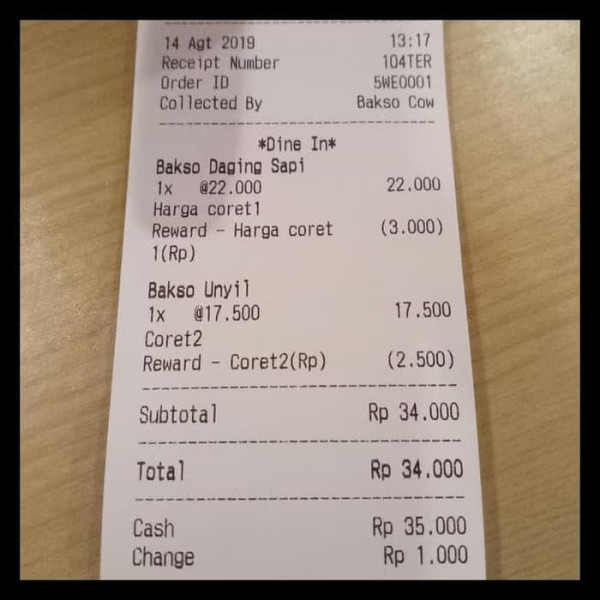 14 Agt 2019 13:17
Receipt Number 104TER
Order ID 5WE0001
Collected By Bakso Cow
*Dine In*
Bakso Daging Sapi
1x @22.000 22.000
Harga coret1
Reward - Harga coret (3.000)
1(Rp)
Bakso Unyil
1x @17.500 17.500
Coret2
Reward - Coret2(Rp) (2.500)
Subtotal Rp 34.000
Total Rp 34.000
Cash Rp 35.000
Change Rp 1.000